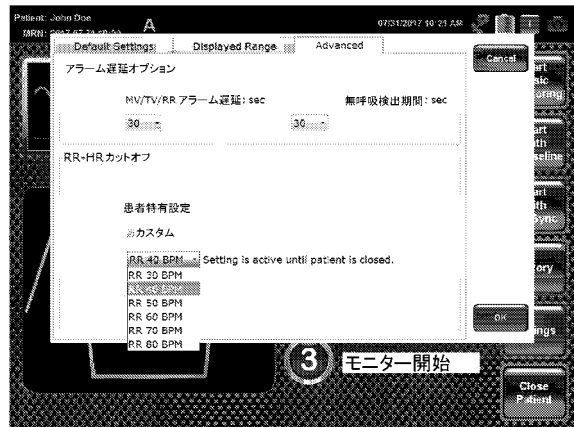 Patient: John Doe
07/31/2017 10:21 AM
MRN:
A
Default Settings
Displayed Range
Advanced
Cancel
アラーム遅延オプション
MV/TV/RR アラーム遅延: sec
無呼吸検出期間: sec
30
30
RR-HR カットオフ
患者特有設定
カスタム
RR 40 BPM
Setting is active until patient is closed.
RR 30 BPM
RR 40 BPM
RR 50 BPM
RR 60 BPM
RR 70 BPM
RR 80 BPM
OK
3
モニター開始
Close
Patient